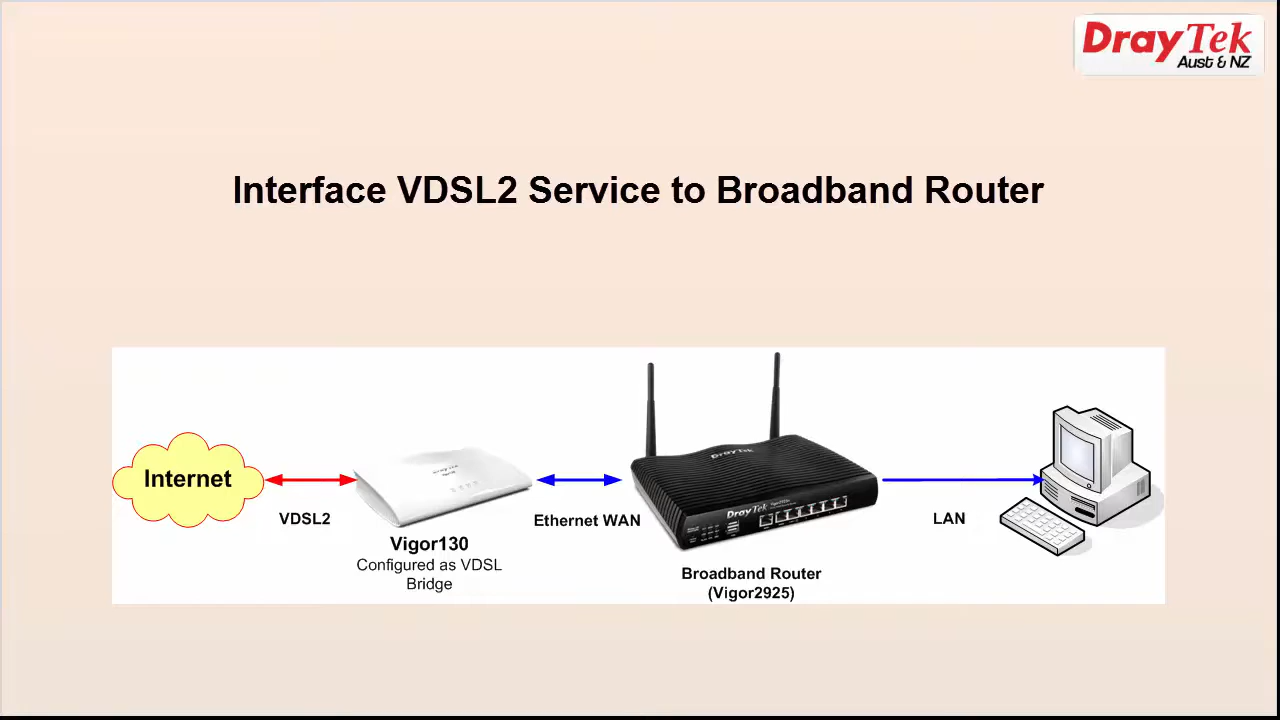 DrayTek
Aust & NZ
Interface VDSL2 Service to Broadband Router
Internet
VDSL2
Vigor130
Configured as VDSL
Bridge
Ethernet WAN
DrayTek
DrayTek
Broadband Router
(Vigor2925)
LAN